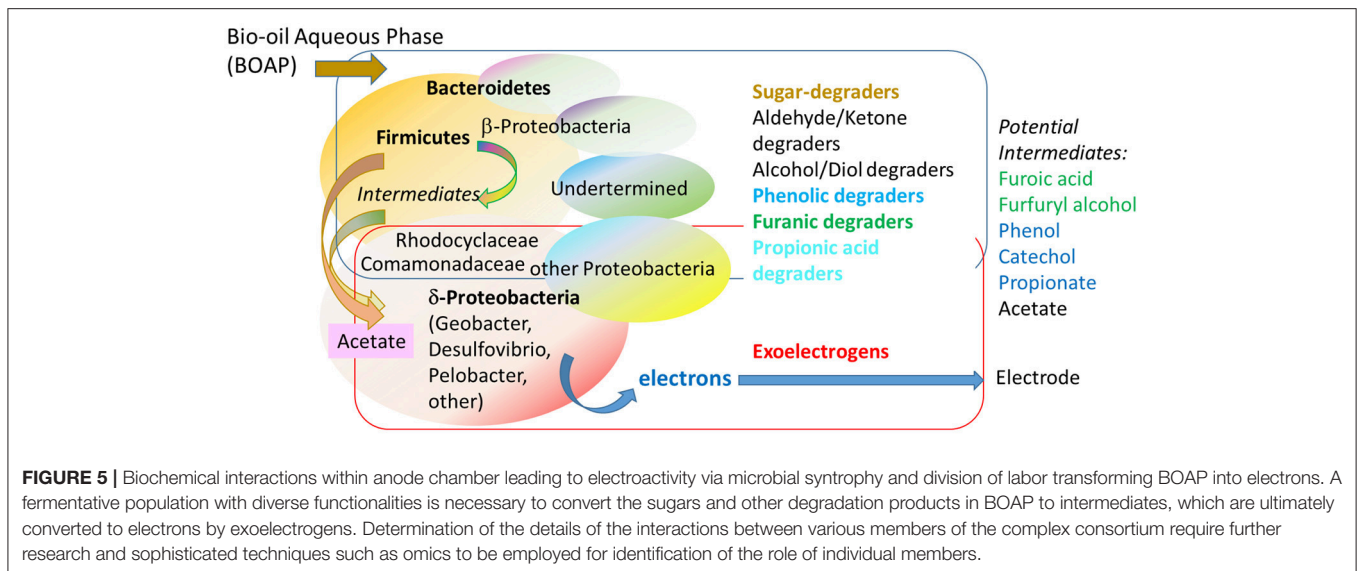 Bio-oil Aqueous Phase
(BOAP)
Bacteroidetes
Firmicutes
β-Proteobacteria
Intermediates
Undertermined
Rhodocyclaceae
Comamonadaceae
other Proteobacteria
δ-Proteobacteria
(Geobacter,
Desulfovibrio,
Pelobacter,
other)
Acetate
electrons
Sugar-degraders
Aldehyde/Ketone
degraders
Alcohol/Diol degraders
Phenolic degraders
Furanic degraders
Propionic acid
degraders
Exoelectrogens
Potential
Intermediates:
Furoic acid
Furfuryl alcohol
Phenol
Catechol
Propionate
Acetate
Electrode
FIGURE 5 | Biochemical interactions within anode chamber leading to electroactivity via microbial syntrophy and division of labor transforming BOAP into electrons. A
fermentative population with diverse functionalities is necessary to convert the sugars and other degradation products in BOAP to intermediates, which are ultimately
converted to electrons by exoelectrogens. Determination of the details of the interactions between various members of the complex consortium require further
research and sophisticated techniques such as omics to be employed for identification of the role of individual members.